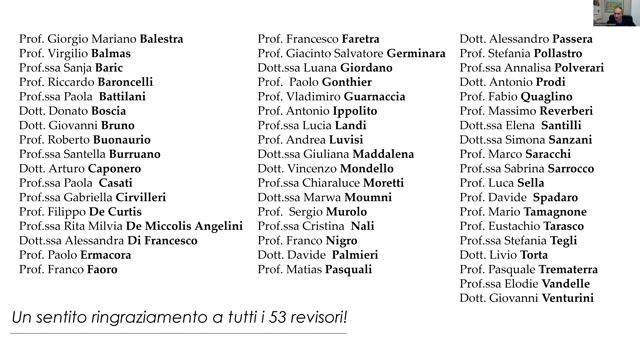 Prof. Giorgio Mariano Balestra
Prof. Virgilio Balmas
Prof.ssa Sanja Baric
Prof. Riccardo Baroncelli
Prof.ssa Paola Battilani
Dott. Donato Boscia
Dott. Giovanni Bruno
Prof. Roberto Buonaurio
Prof.ssa Santella Burruano
Dott. Arturo Caponero
Prof.ssa Paola Casati
Prof.ssa Gabriella Cirvilleri
Prof. Filippo De Curtis
Prof.ssa Rita Milvia De Miccolis Angelini
Dott.ssa Alessandra Di Francesco
Prof. Paolo Ermacora
Prof. Franco Faoro
Prof. Francesco Faretra
Prof. Giacinto Salvatore Germinara
Dott.ssa Luana Giordano
Prof. Paolo Gonthier
Prof. Vladimiro Guarnaccia
Prof. Antonio Ippolito
Prof.ssa Lucia Landi
Prof. Andrea Luvisi
Dott.ssa Giuliana Maddalena
Dott. Vincenzo Mondello
Prof.ssa Chiaraluce Moretti
Dott.ssa Marwa Moumni
Prof. Sergio Murolo
Prof.ssa Cristina Nali
Prof. Franco Nigro
Dott. Davide Palmieri
Prof. Matias Pasquali
Dott. Alessandro Passera
Prof. Stefania Pollastro
Prof.ssa Annalisa Polverari
Dott. Antonio Prodi
Prof. Fabio Quaglino
Prof. Massimo Reverberi
Dott.ssa Elena Santilli
Dott.ssa Simona Sanzani
Prof. Marco Saracchi
Prof.ssa Sabrina Sarrocco
Prof. Luca Sella
Prof. Davide Spadaro
Prof. Mario Tamagnone
Prof. Eustachio Tarasco
Prof.ssa Stefania Tegli
Dott. Livio Torta
Prof. Pasquale Trematerra
Prof.ssa Elodie Vandelle
Dott. Giovanni Venturini
Un sentito ringraziamento a tutti i 53 revisori!